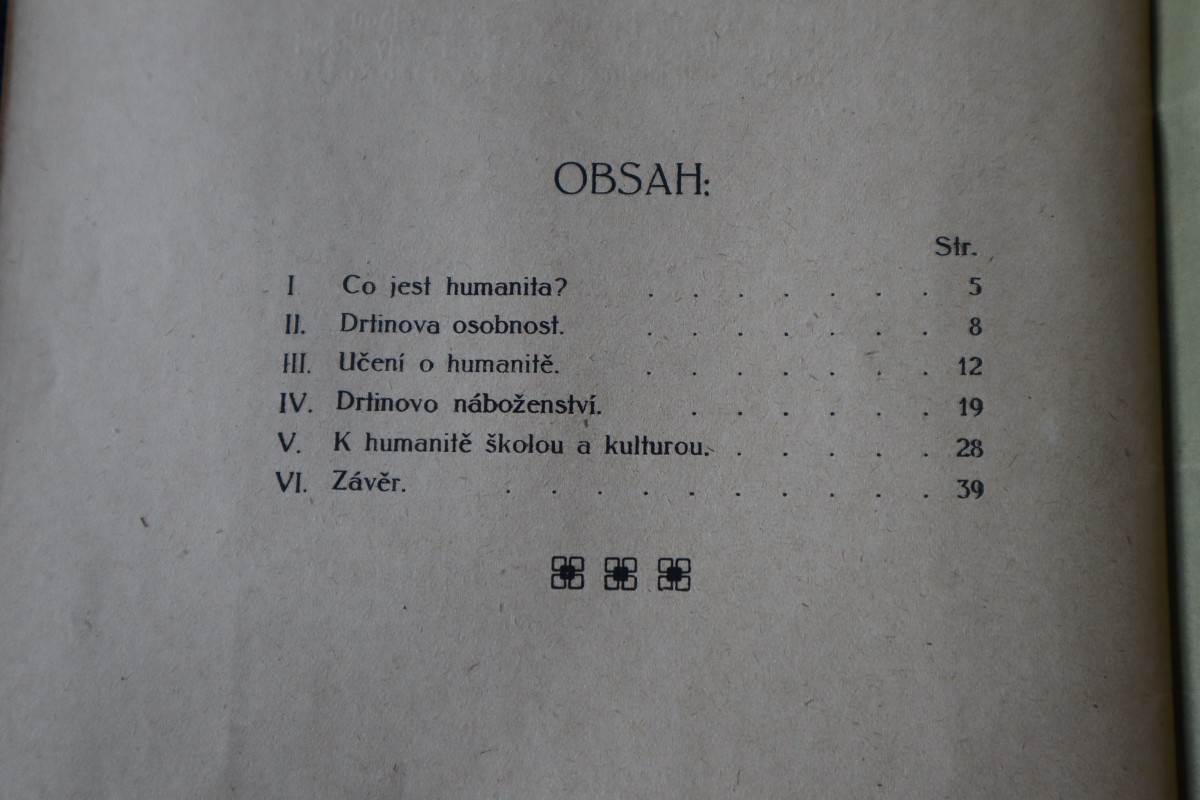 OBSAH:
Str.
I Co jest humanita? . . . . . . . 5
II. Drtinova osobnost. . . . . . . . 8
III. Učení o humanitě. . . . . . . . 12
IV. Drtinovo náboženství. . . . . . . 19
V. K humanitě školou a kulturou. . . . . . 28
VI. Závěr. . . . . . . . . . . 39